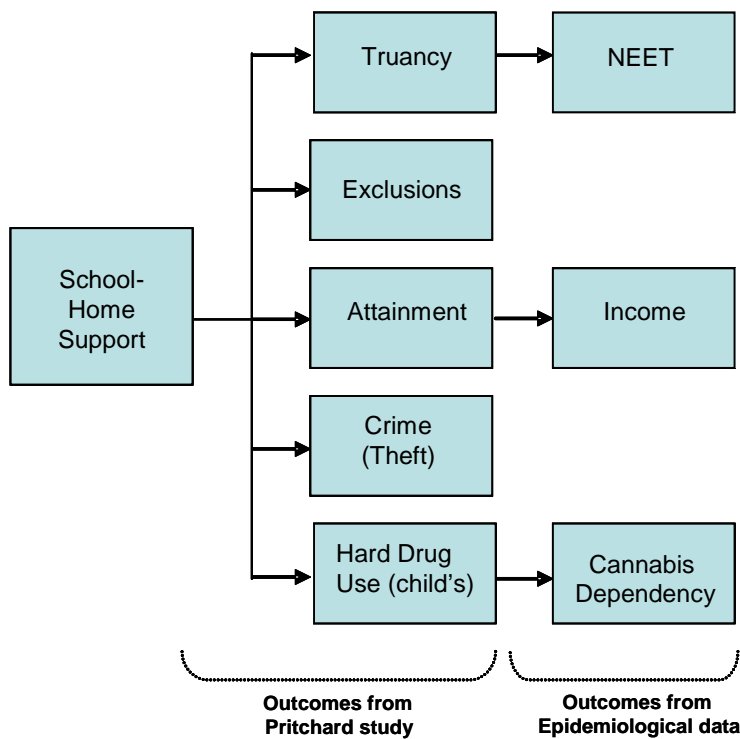 Truancy
NEET
Exclusions
School-
Home
Support
Attainment
Income
Crime
(Theft)
Hard Drug
Use (child's)
Cannabis
Dependency
Outcomes from
Pritchard study
Outcomes from
Epidemiological data